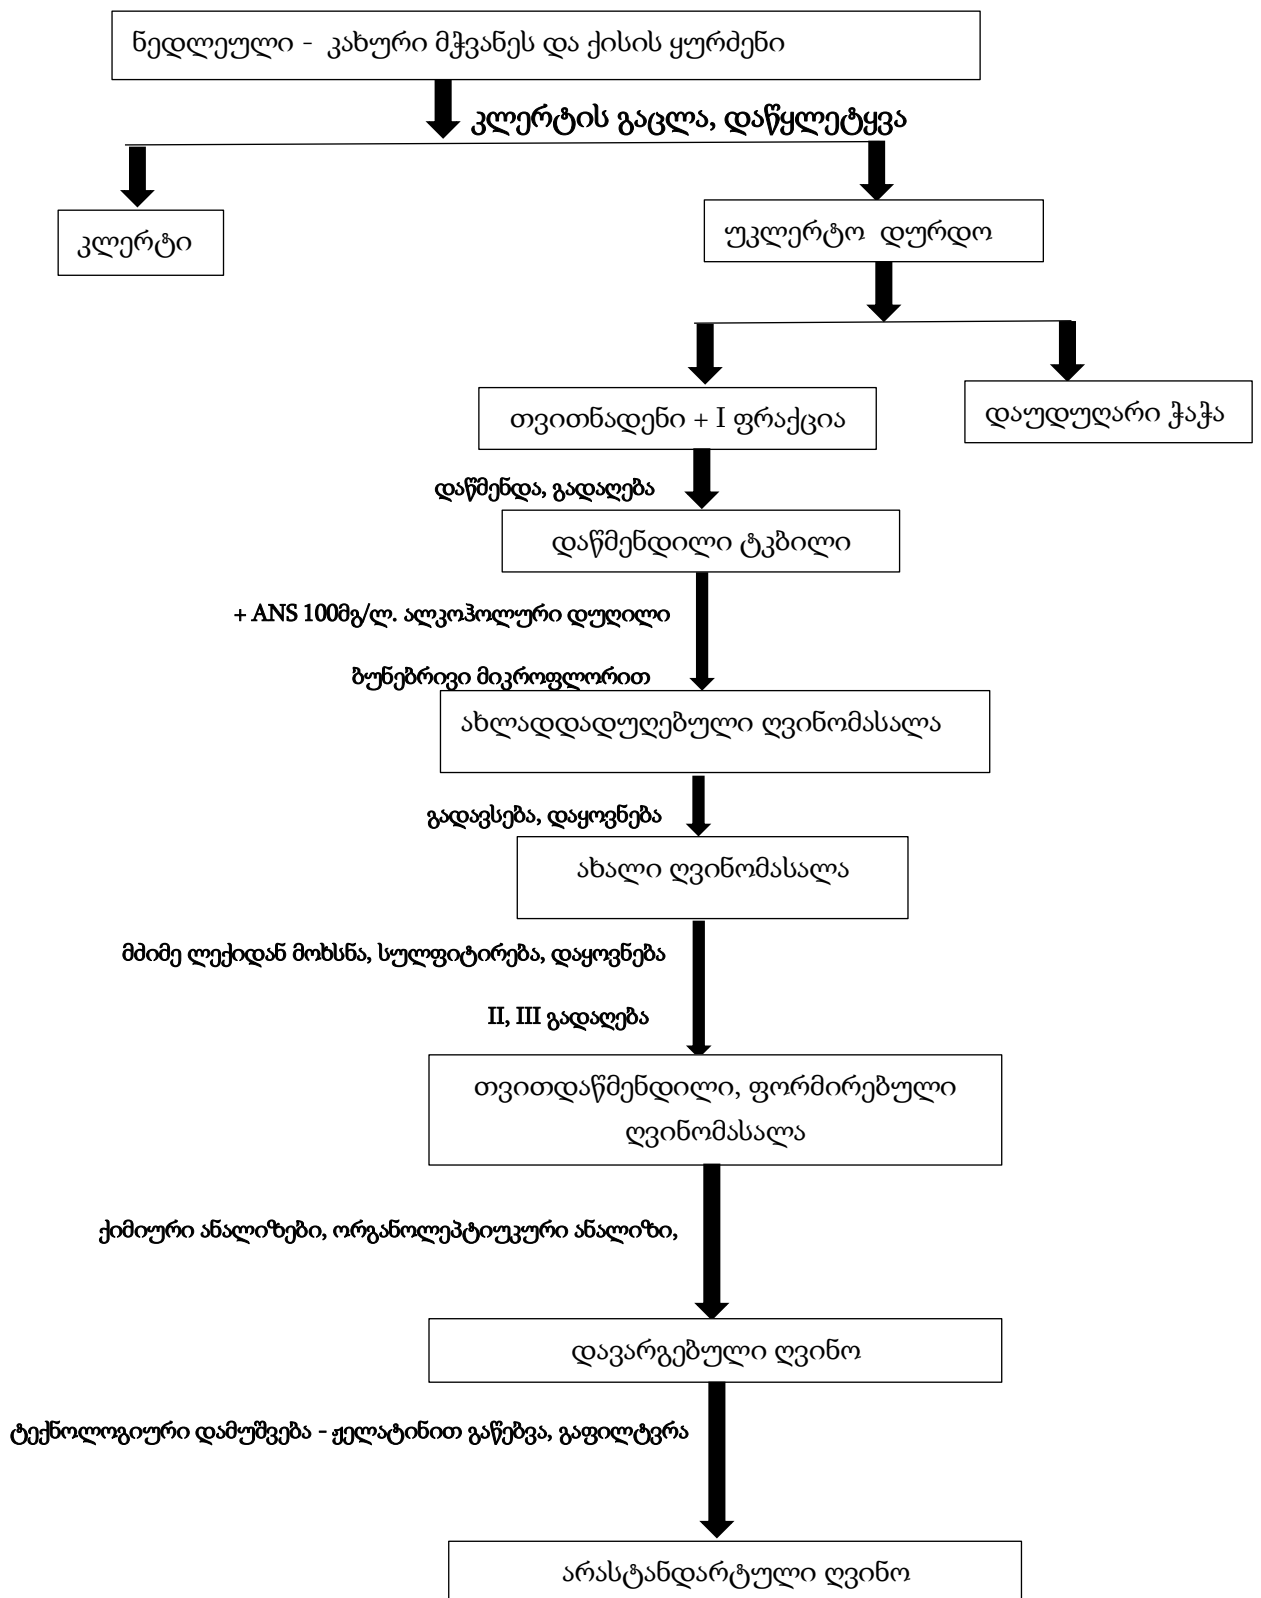 ნედლეული - კახური მწვანეს და ქისის ყურძენი
კლერტის გაცლა, დაწყლეტყვა
კლერტი
უკლერტო დურდო
თვითნადენი + I ფრაქცია
დაუდუღარი ჭაჭა
დაწმენდა, გადაღება
დაწმენდილი ტკბილი
+ ANS 100მგ/ლ. ალკოჰოლური დუღილი
ბუნებრივი მიკროფლორით
ახლადდადუღებული ღვინომასალა
გადავსება, დაყოვნება
ახალი ღვინომასალა
მძიმე ლექიდან მოხსნა, სულფიტირება, დაყოვნება
II, III გადაღება
თვითდაწმენდილი, ფორმირებული
ღვინომასალა
ქიმიური ანალიზები, ორგანოლეპტიუკური ანალიზი,
დავარგებული ღვინო
ტექნოლოგიური დამუშვება - ჟელატინით გაწებვა, გაფილტვრა
არასტანდარტული ღვინო